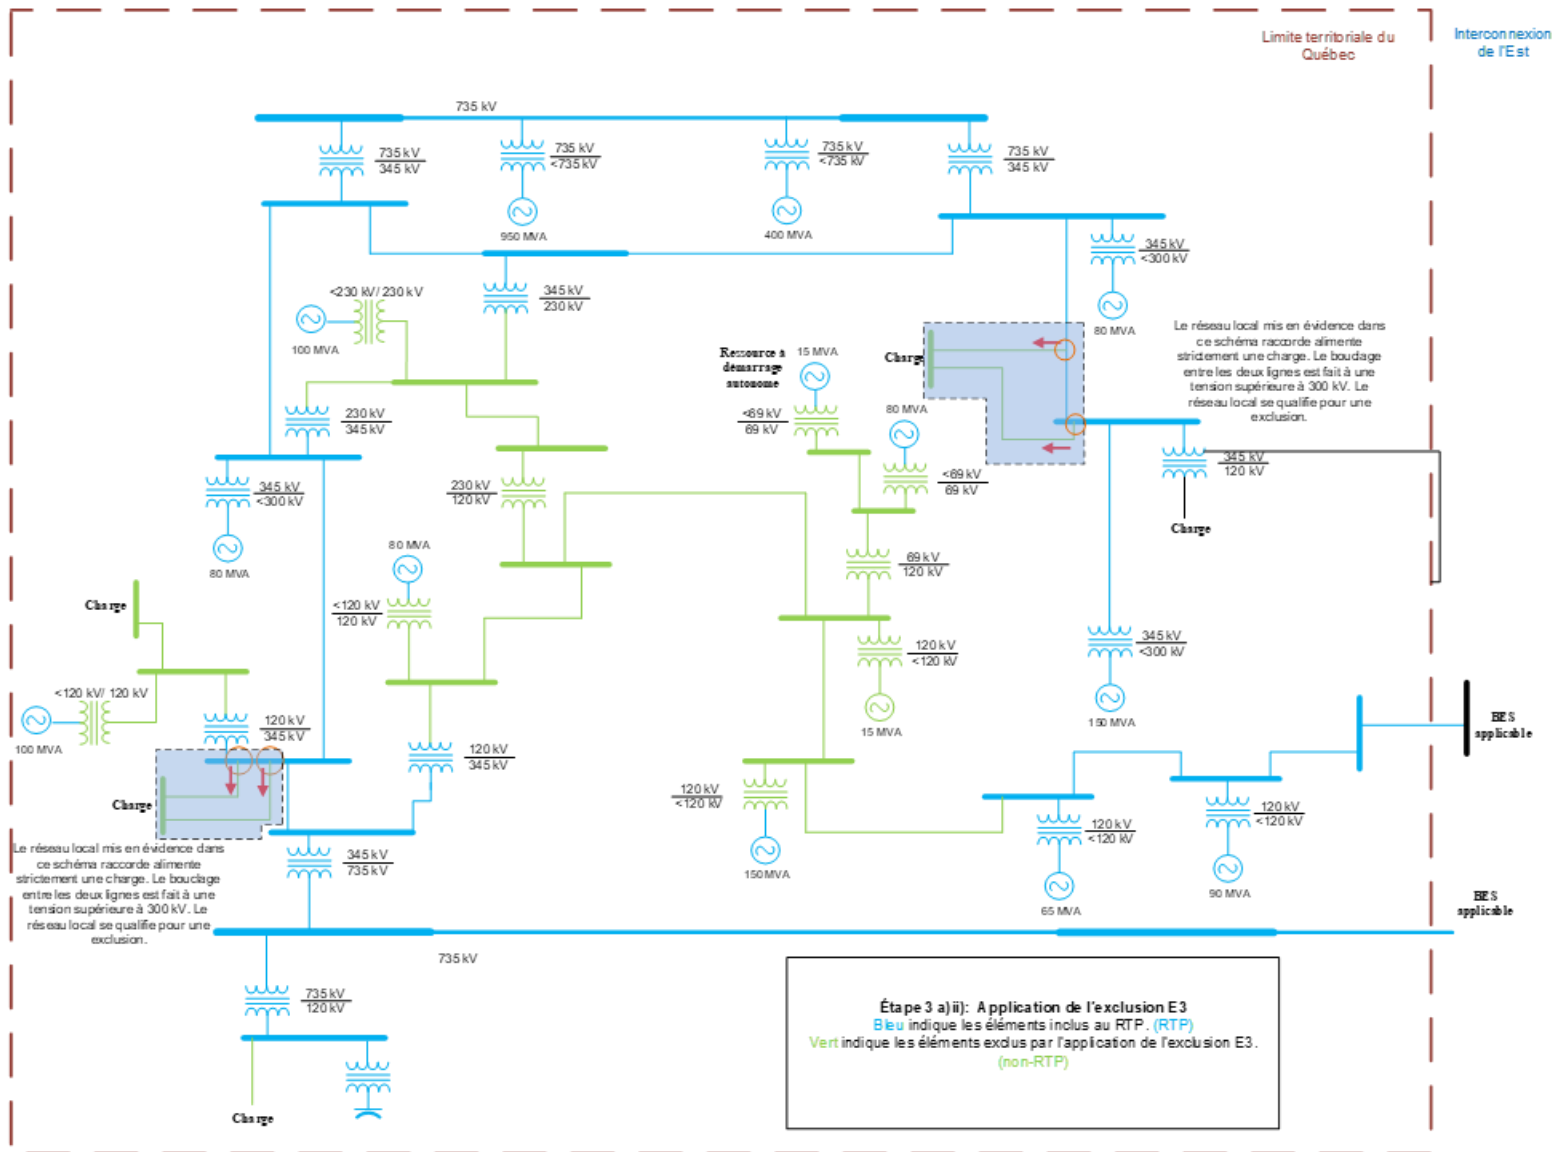 Limite territoriale du
Québec
Interconnexion
de l'Est
735 kV
735 kV
345 kV
735 kV
<735 kV
735 kV
<735 kV
735 kV
345 kV
950 MVA
400 MVA
345 kV
<300 kV
80 MVA
<230 kV/ 230 kV
100 MVA
345 kV
230 kV
Le réseau local mis en évidence dans
ce schéma raccorde alimente
strictement une charge. Le bouclage
entre les deux lignes est fait à une
tension supérieure à 300 kV. Le
réseau local se qualifie pour une
exclusion.
Ressource à
démarrage
autonome
15 MVA
Charge
<69 kV
69 kV
80 MVA
230 kV
345 kV
<69 kV
69 kV
345 kV
120 kV
Charge
345 kV
<300 kV
80 MVA
230 kV
120 kV
80 MVA
69 kV
120 kV
<120 kV
120 kV
Charge
120 kV
<120 kV
15 MVA
345 kV
<300 kV
150 MVA
<120 kV/ 120 kV
100 MVA
120 kV
345 kV
120 kV
345 kV
BES
applicable
Charge
120 kV
<120 kV
150 MVA
120 kV
<120 kV
65 MVA
120 kV
<120 kV
90 MVA
Le réseau local mis en évidence dans
ce schéma raccorde alimente
strictement une charge. Le bouclage
entre les deux lignes est fait à une
tension supérieure à 300 kV. Le
réseau local se qualifie pour une
exclusion.
345 kV
735 kV
BES
applicable
735 kV
735 kV
120 kV
Charge
Étape 3 a)ii): Application de l'exclusion E3
Bleu indique les éléments inclus au RTP. (RTP)
Vert indique les éléments exclus par l'application de l'exclusion E3.
(non-RTP)